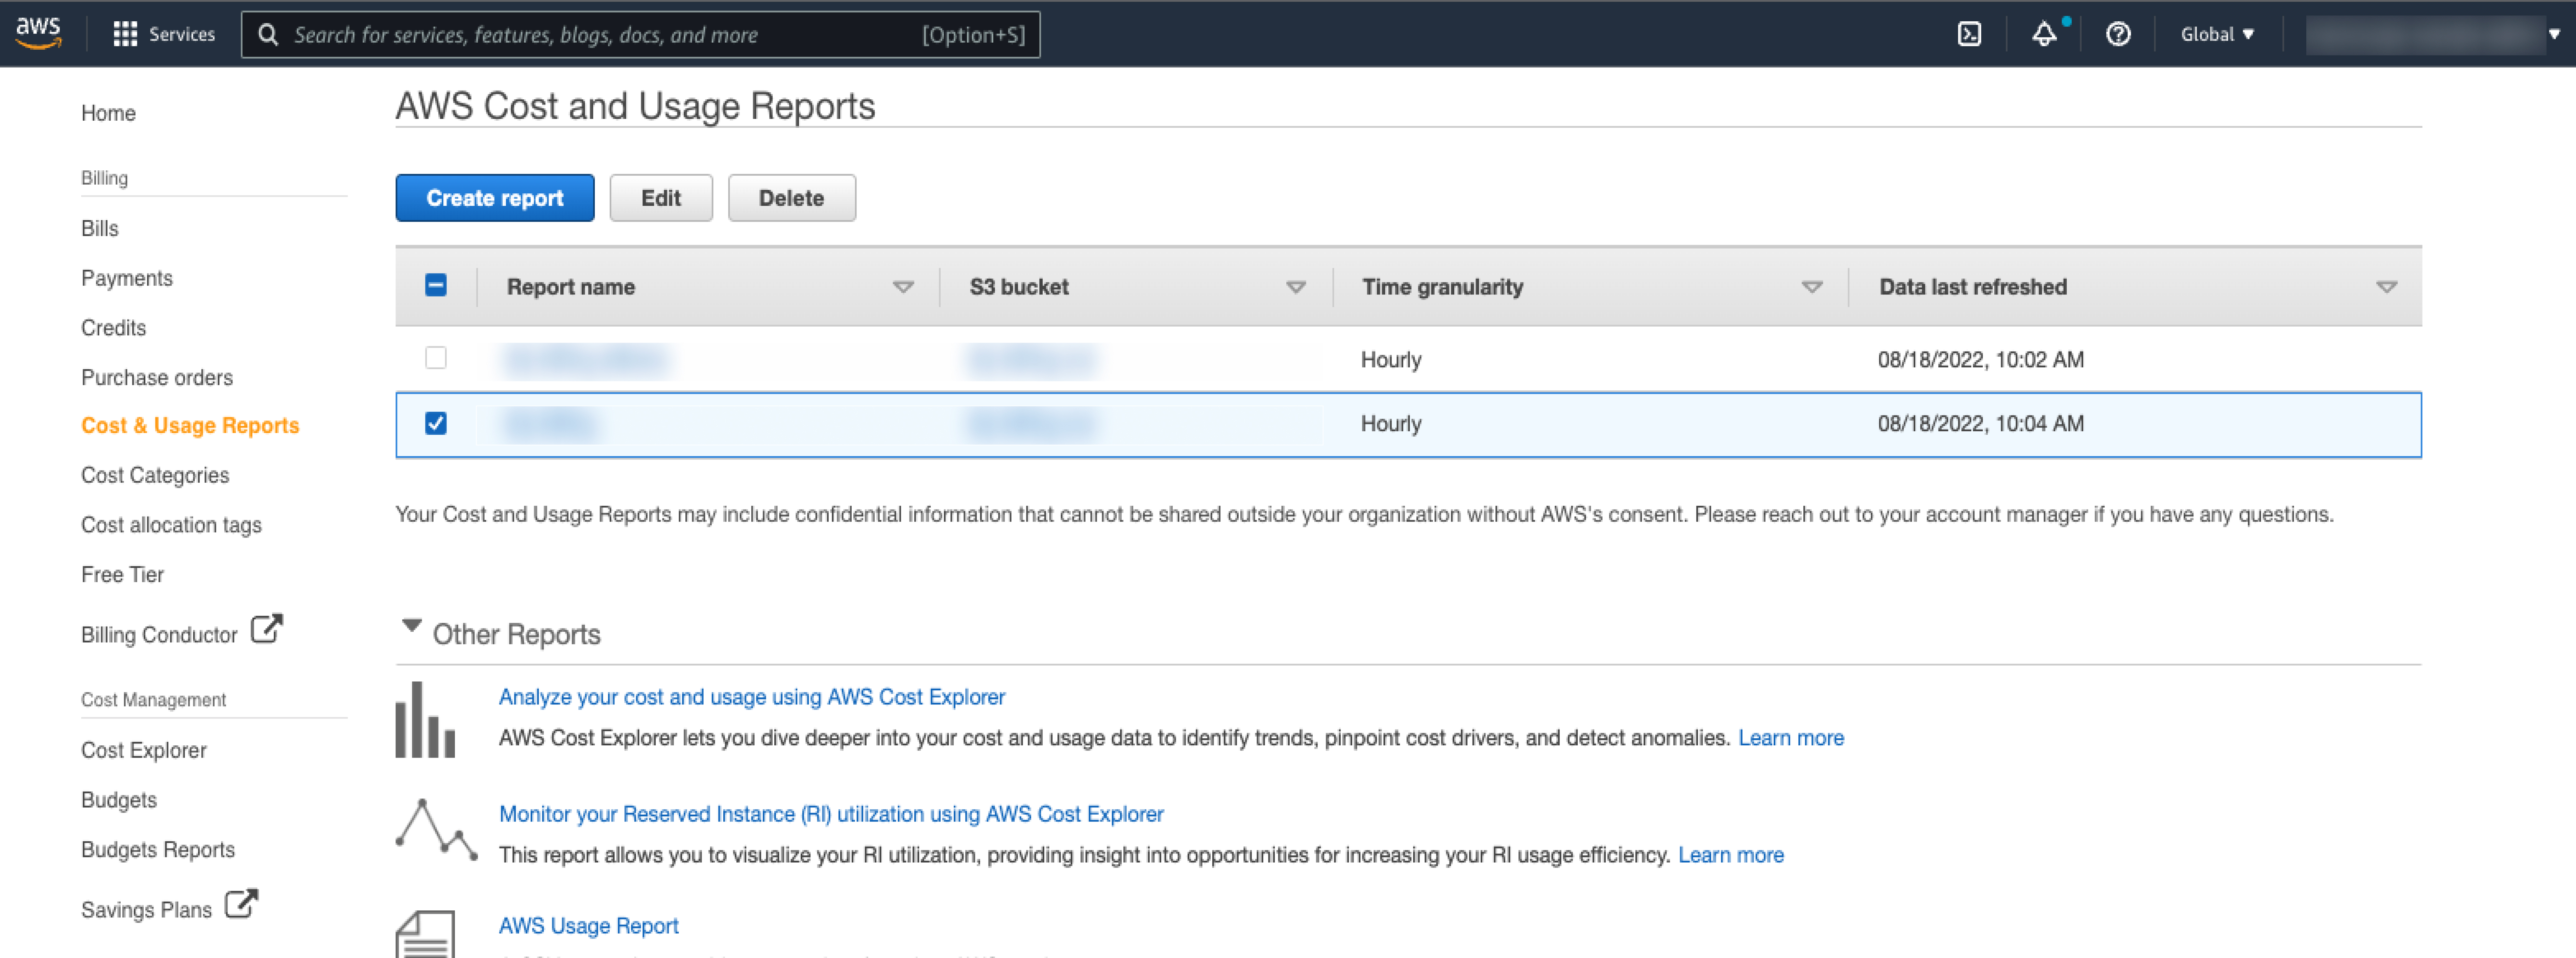 aws Services Search for services, features, blogs, docs, and more [Option+S] Global
Home
Billing
Bills
Payments
Credits
Purchase orders
Cost & Usage Reports
Cost Categories
Cost allocation tags
Free Tier
Billing Conductor
Cost Management
Cost Explorer
Budgets
Budgets Reports
Savings Plans
AWS Cost and Usage Reports
Create report Edit Delete
Report name S3 bucket Time granularity Data last refreshed
Hourly 08/18/2022, 10:02 AM
Hourly 08/18/2022, 10:04 AM
Your Cost and Usage Reports may include confidential information that cannot be shared outside your organization without AWS's consent. Please reach out to your account manager if you have any questions.
Other Reports
Analyze your cost and usage using AWS Cost Explorer
AWS Cost Explorer lets you dive deeper into your cost and usage data to identify trends, pinpoint cost drivers, and detect anomalies. Learn more
Monitor your Reserved Instance (RI) utilization using AWS Cost Explorer
This report allows you to visualize your RI utilization, providing insight into opportunities for increasing your RI usage efficiency. Learn more
AWS Usage Report